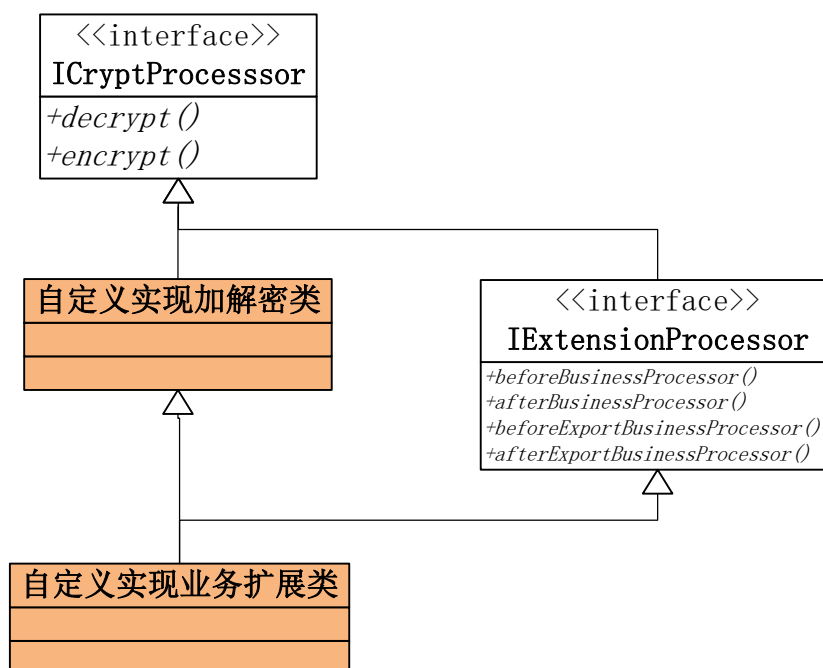 <<interface>>
ICryptProcesssor
+decrypt()
+encrypt()
自定义实现加解密类
<<interface>>
IExtensionProcessor
+beforeBusinessProcessor()
+afterBusinessProcessor()
+beforeExportBusinessProcessor()
+afterExportBusinessProcessor()
自定义实现业务扩展类